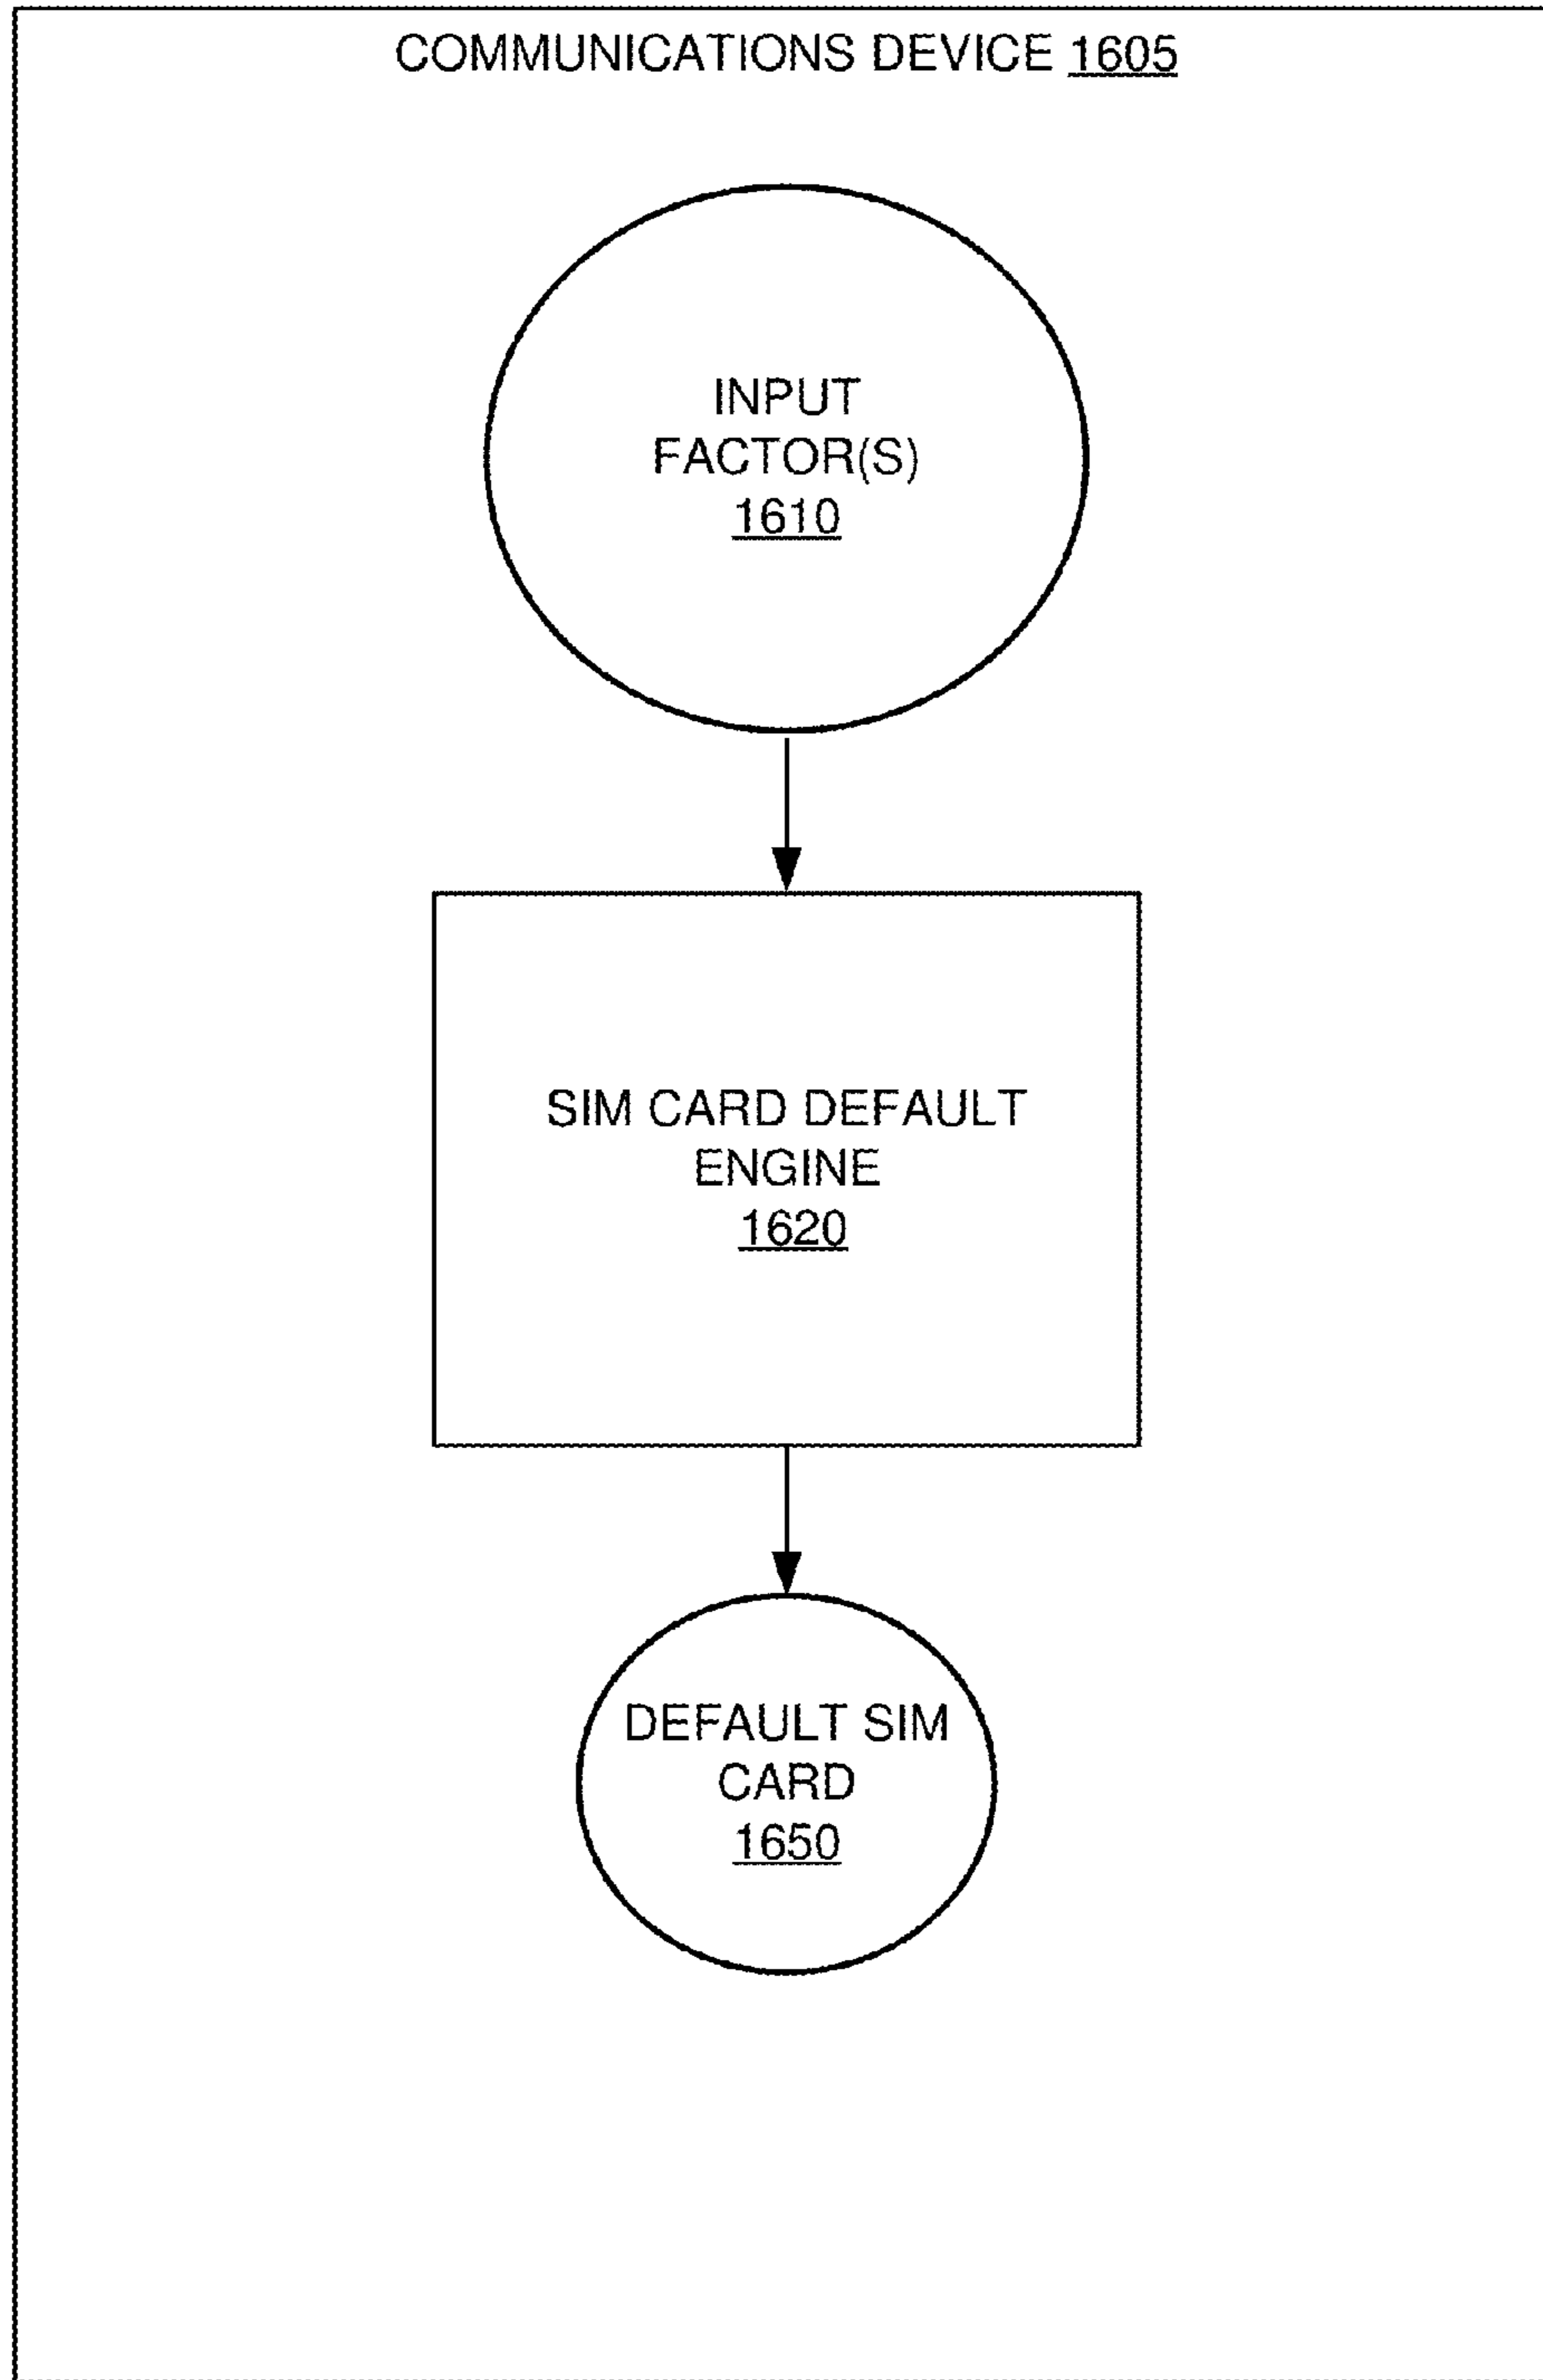 COMMUNICATIONS DEVICE 1605
INPUT
FACTOR(S)
1610
SIM CARD DEFAULT
ENGINE
1620
DEFAULT SIM
CARD
1650